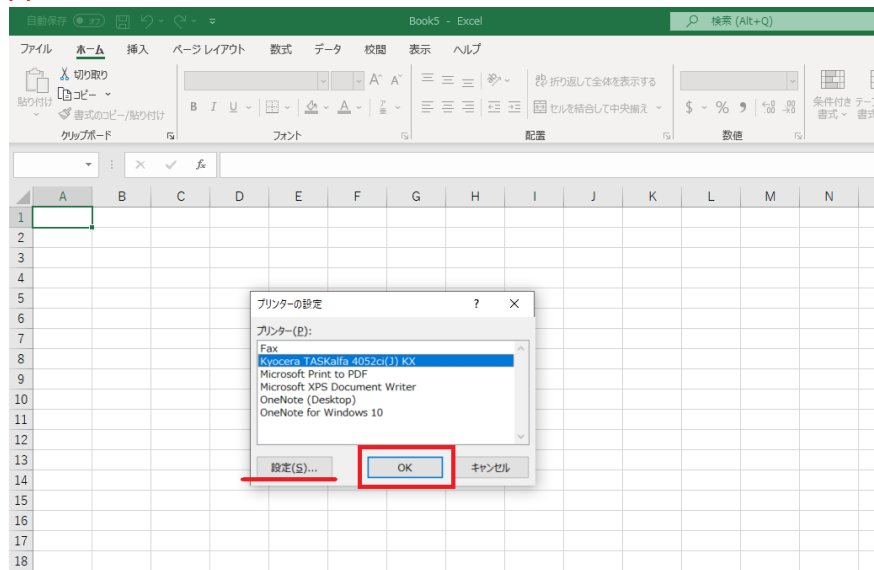 自動保存 オフ Book5 - Excel 検索 (Alt+Q)
ファイル ホーム 挿入 ページ レイアウト 数式 データ 校閲 表示 ヘルプ
切り取り
コピー
書式のコピー/貼り付け
貼り付け
クリップボード
B I U A A^ A˅
フォント
折り返して全体を表示する
セルを結合して中央揃え
配置
$ % 9
数値
条件付き
書式
fx
A B C D E F G H I J K L M N
1
2
3
4
5
6
7
8
9
10
11
12
13
14
15
16
17
18
プリンターの設定 ? ×
プリンター(P):
Fax
Kyocera TASKalfa 4052ci(J) KX
Microsoft Print to PDF
Microsoft XPS Document Writer
OneNote (Desktop)
OneNote for Windows 10
設定(S)... OK キャンセル